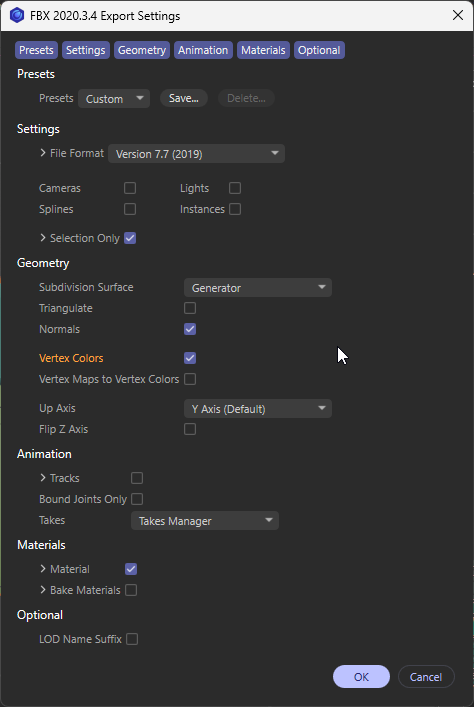 FBX 2020.3.4 Export Settings
Presets Settings Geometry Animation Materials Optional
Presets
Presets Custom Save... Delete...
Settings
File Format Version 7.7 (2019)
Cameras Lights
Splines Instances
Selection Only
Geometry
Subdivision Surface Generator
Triangulate
Normals
Vertex Colors
Vertex Maps to Vertex Colors
Up Axis Y Axis (Default)
Flip Z Axis
Animation
Tracks
Bound Joints Only
Takes Takes Manager
Materials
Material
Bake Materials
Optional
LOD Name Suffix
OK Cancel